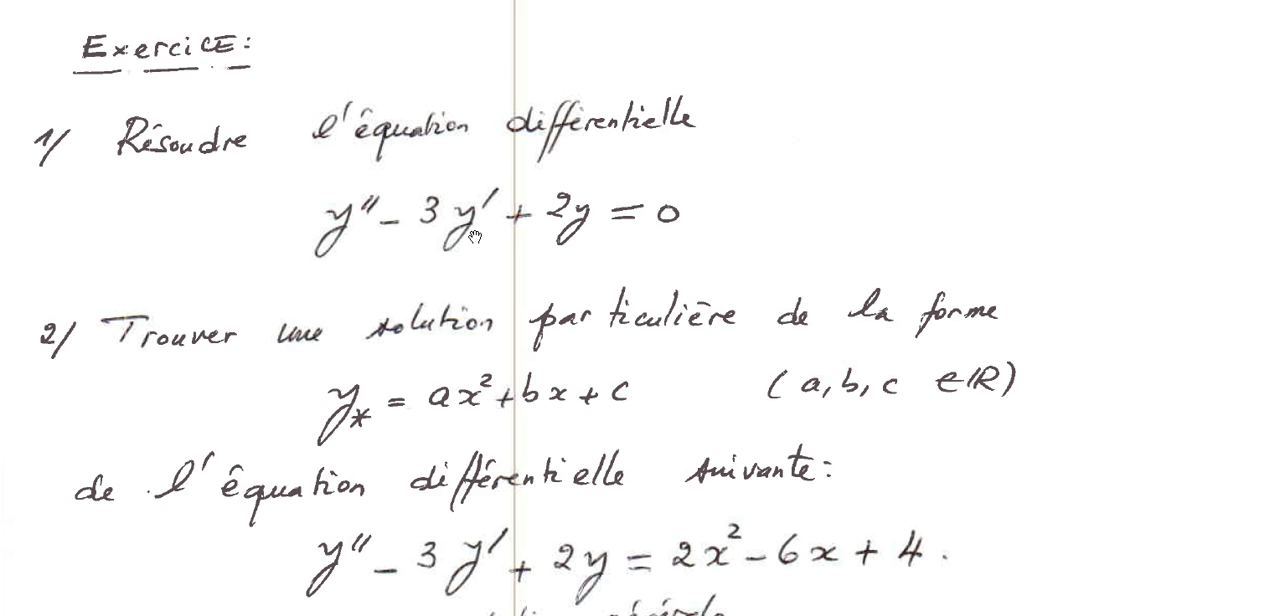 Exercice:
1/ Résoudre l'équation différentielle
y" - 3y' + 2y = 0
2/ Trouver une solution particulière de la forme
y* = ax² + bx + c (a, b, c ∈ IR)
de l'équation différentielle suivante:
y" - 3y' + 2y = 2x² - 6x + 4.